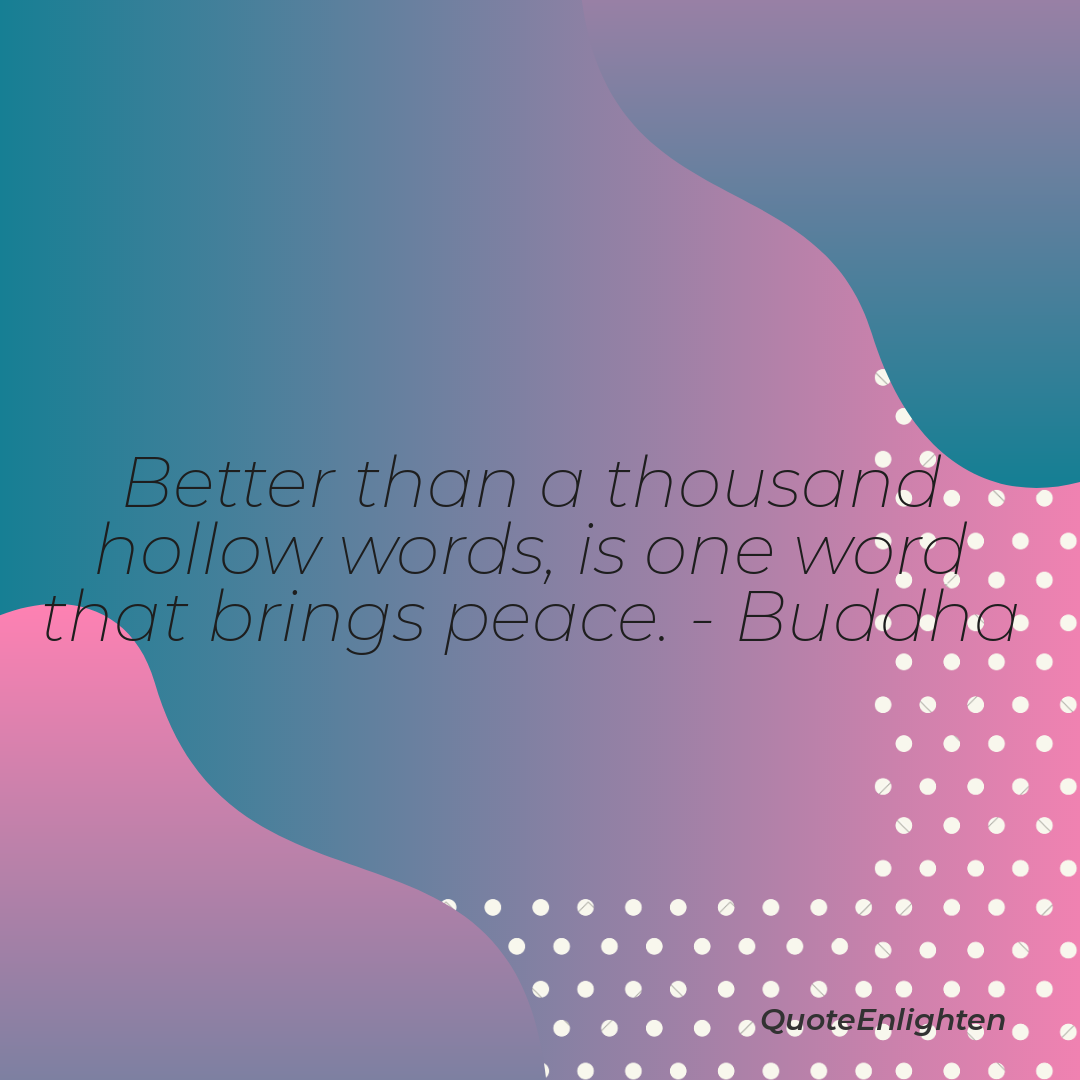 Better than a thousand
hollow words, is one word
that brings peace. - Buddha
QuoteEnlighten